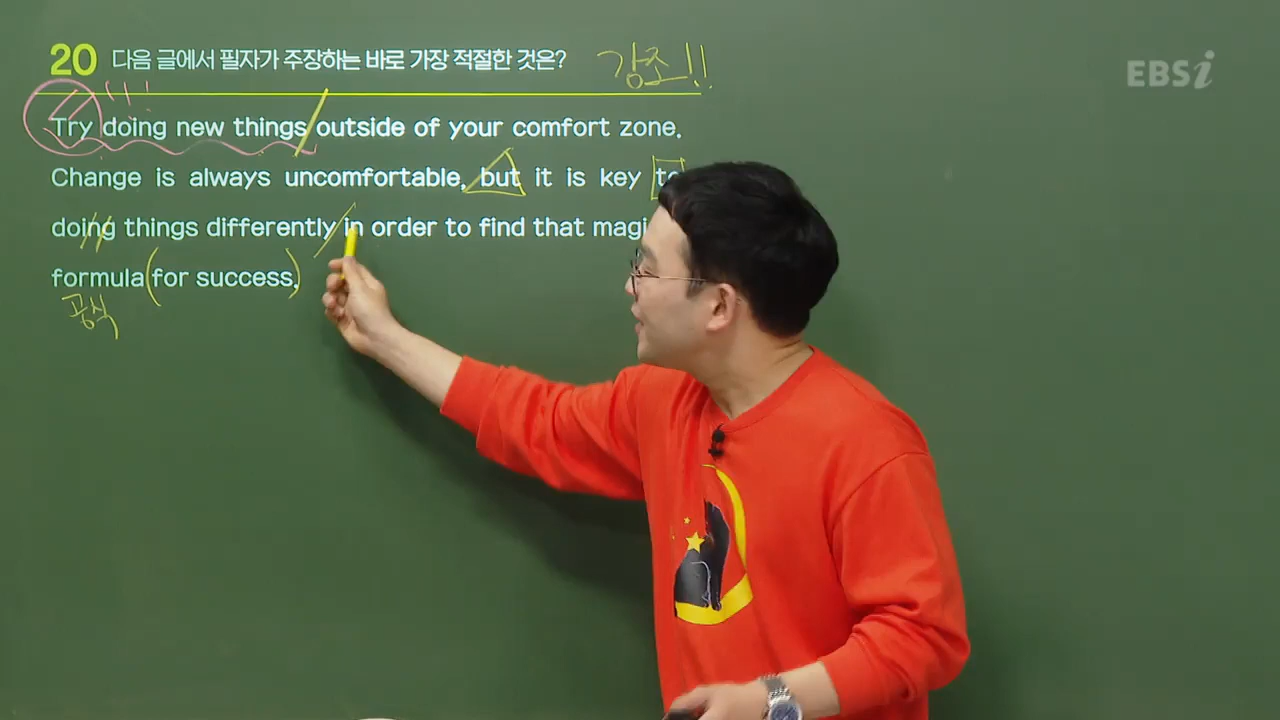 20 다음 글에서 필자가 주장하는 바로 가장 적절한 것은? 강조!!
EBSi
Try doing new things outside of your comfort zone.
Change is always uncomfortable, but it is key to
doing things differently in order to find that magi
formula for success.
공식